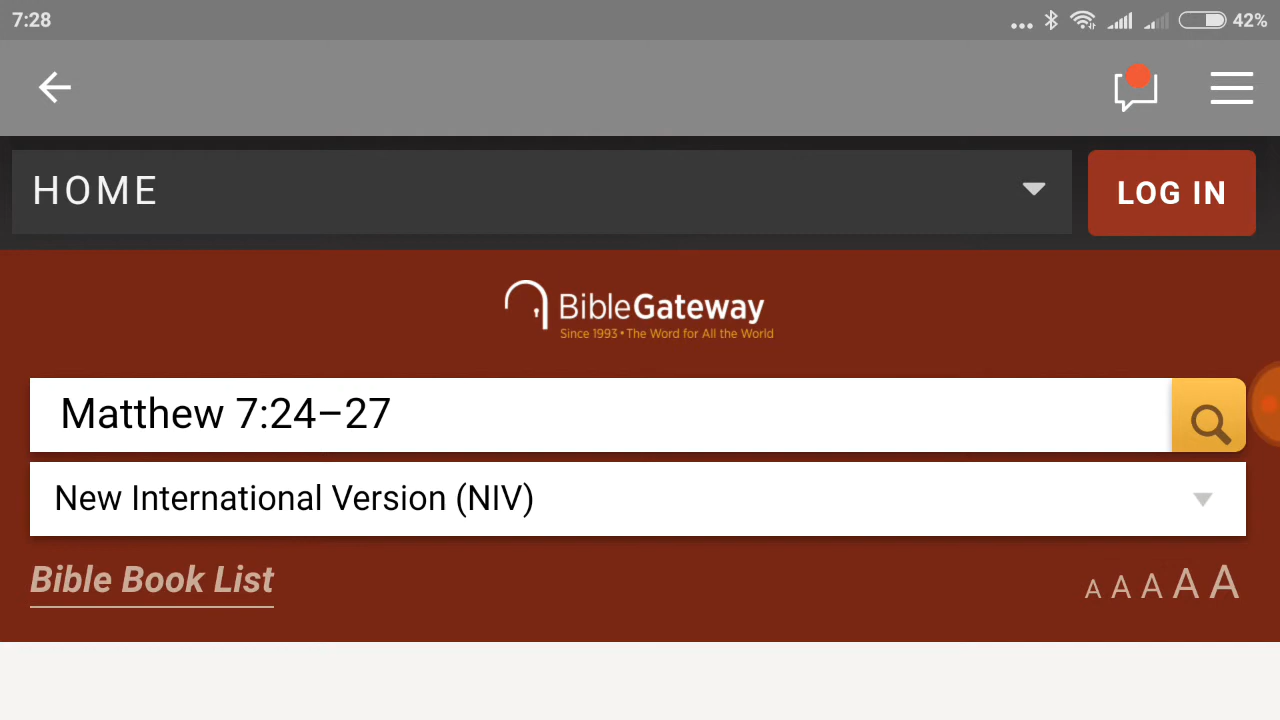 7:28
42%
HOME
LOG IN
BibleGateway
Since 1993 • The Word for All the World
Matthew 7:24–27
New International Version (NIV)
Bible Book List
A A A A A